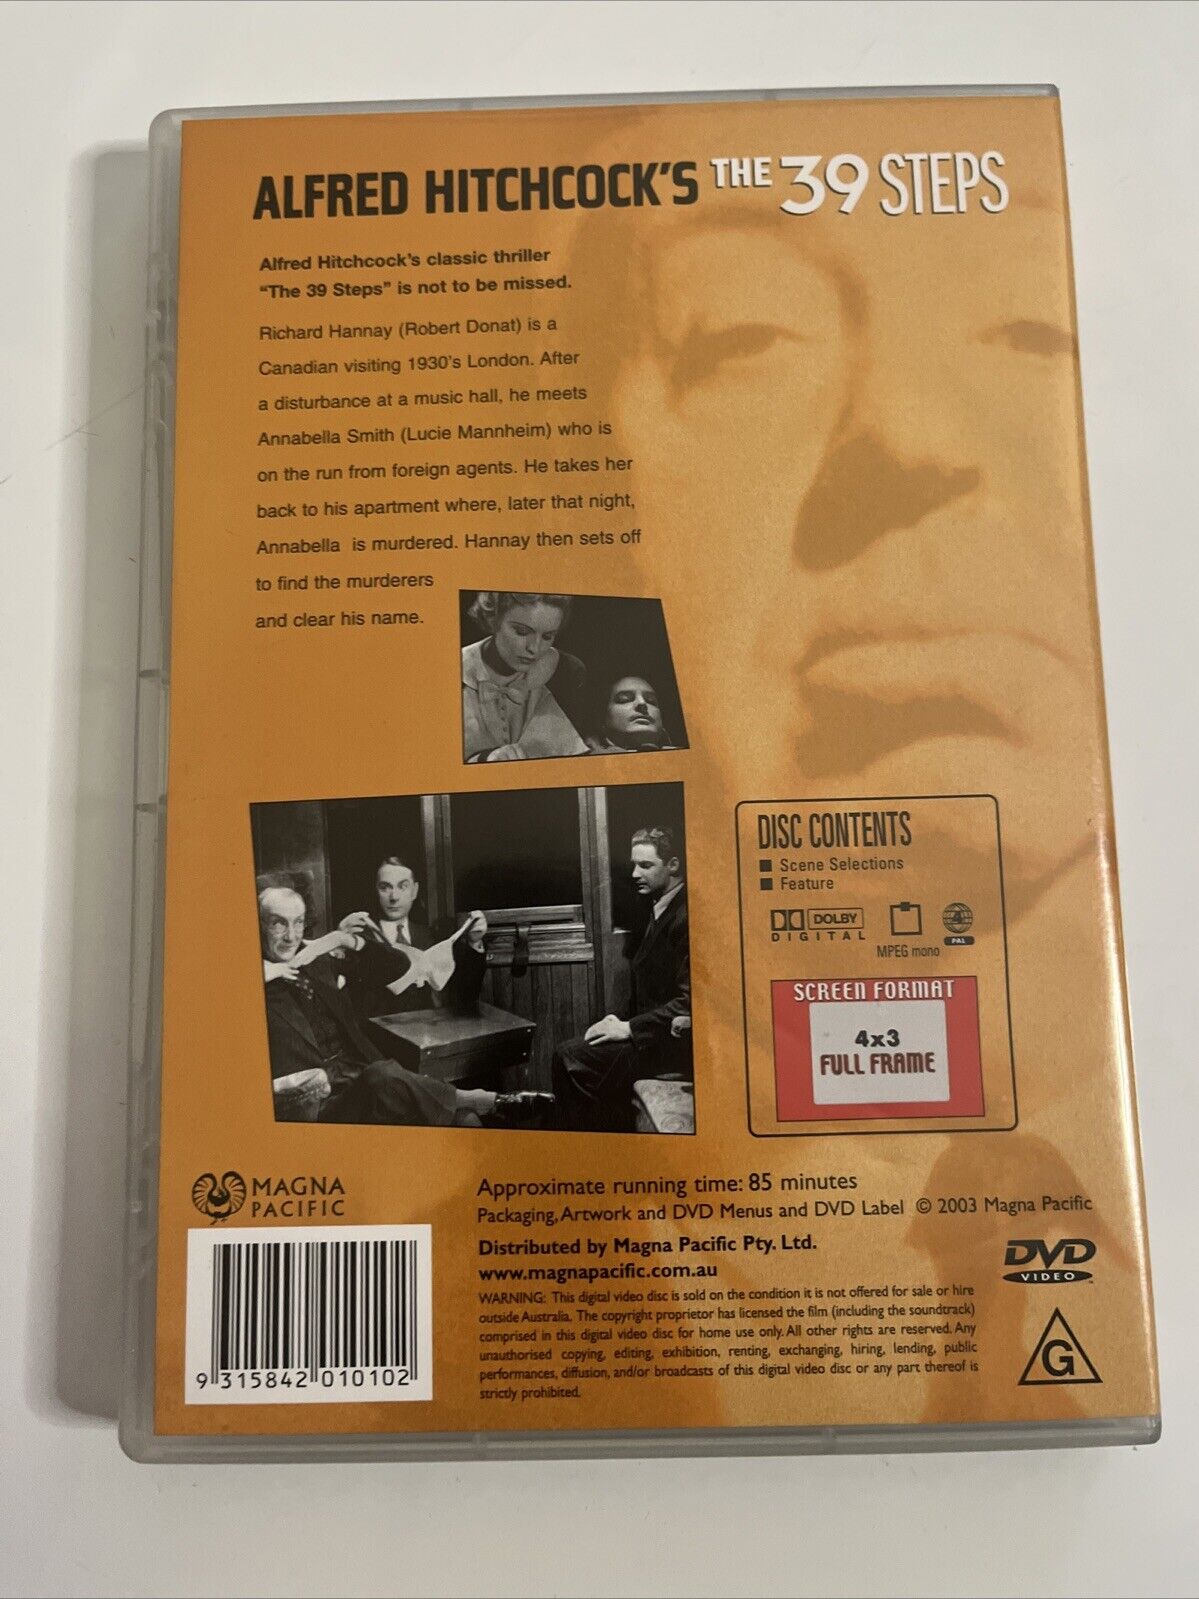 ALFRED HITCHCOCK'S THE 39 STEPS
Alfred Hitchcock's classic thriller
"The 39 Steps" is not to be missed.
Richard Hannay (Robert Donat) is a
Canadian visiting 1930's London. After
a disturbance at a music hall, he meets
Annabella Smith (Lucie Mannheim) who is
on the run from foreign agents. He takes her
back to his apartment where, later that night,
Annabella is murdered. Hannay then sets off
to find the murderers
and clear his name.
DISC CONTENTS
Scene Selections
Feature
DOLBY
DIGITAL
MPEG mono
4
PAL
SCREEN FORMAT
4x3
FULL FRAME
MAGNA
PACIFIC
Approximate running time: 85 minutes
Packaging, Artwork and DVD Menus and DVD Label © 2003 Magna Pacific
Distributed by Magna Pacific Pty. Ltd.
www.magnapacific.com.au
WARNING: This digital video disc is sold on the condition it is not offered for sale or hire
outside Australia. The copyright proprietor has licensed the film (including the soundtrack)
comprised in this digital video disc for home use only. All other rights are reserved. Any
unauthorised copying, editing, exhibition, renting, exchanging, hiring, lending, public
performances, diffusion, and/or broadcasts of this digital video disc or any part thereof is
strictly prohibited.
DVD
VIDEO
G
9 315842 010102